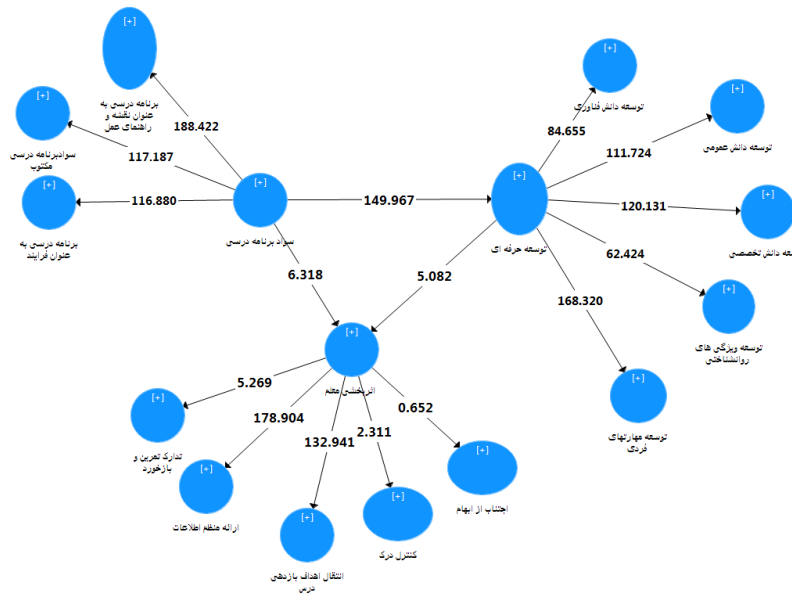 [+]
برنامه درسی به
عنوان نقشه و
راهنمای عمل
188.422
[+]
سوادبرنامه درسی
مکتوب
117.187
[+]
برنامه درسی به
عنوان فرایند
116.880
[+]
سواد برنامه درسی
149.967
6.318
[+]
توسعه حرفه ای
5.082
[+]
توسعه دانش فناوری
84.655
[+]
توسعه دانش عمومی
111.724
[+]
دانش تخصصی
120.131
[+]
توسعه ویژگی های
روانشناختی
62.424
[+]
توسعه مهارتهای
فردی
168.320
[+]
اثربخشی معلم
5.269
[+]
تدارک تمرین و
بازخورد
178.904
[+]
ارائه منظم اطلاعات
132.941
[+]
انتقال اهداف بازدهی
درس
2.311
[+]
کنترل درک
0.652
[+]
اجتناب از ابهام